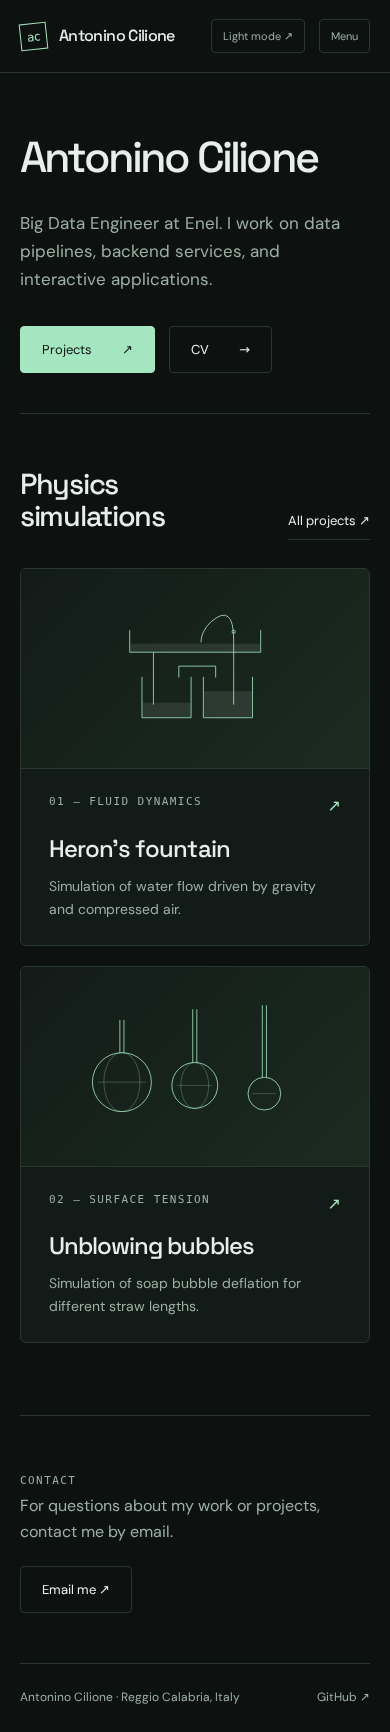 ac Antonino Cilione Light mode ↗ Menu
Antonino Cilione
Big Data Engineer at Enel. I work on data
pipelines, backend services, and
interactive applications.
Projects ↗ CV →
Physics
simulations
All projects ↗
01 — FLUID DYNAMICS ↗
Heron’s fountain
Simulation of water flow driven by gravity
and compressed air.
02 — SURFACE TENSION ↗
Unblowing bubbles
Simulation of soap bubble deflation for
different straw lengths.
CONTACT
For questions about my work or projects,
contact me by email.
Email me ↗
Antonino Cilione · Reggio Calabria, Italy GitHub ↗